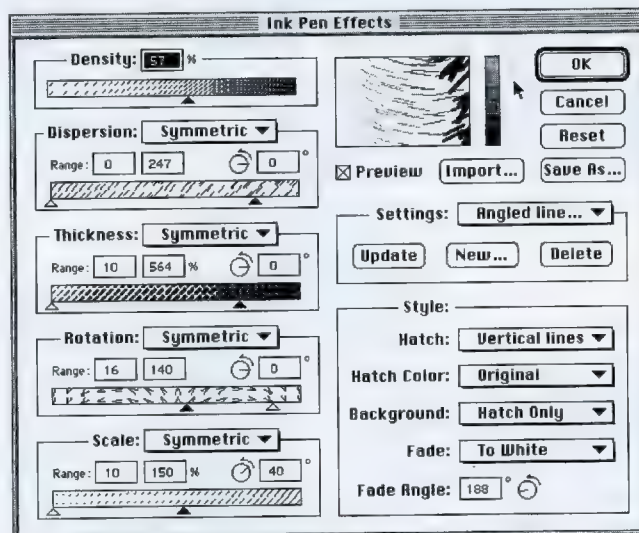 Ink Pen Effects
Density: 57 %
Dispersion: Symmetric
Range: 0 247 0 °
Thickness: Symmetric
Range: 10 564 % 0 °
Rotation: Symmetric
Range: 16 140 0 °
Scale: Symmetric
Range: 10 150 % 40 °
OK
Cancel
Reset
Preview Import... Save As...
Settings: Angled line...
Update New... Delete
Style:
Hatch: Vertical lines
Hatch Color: Original
Background: Hatch Only
Fade: To White
Fade Angle: 188 °